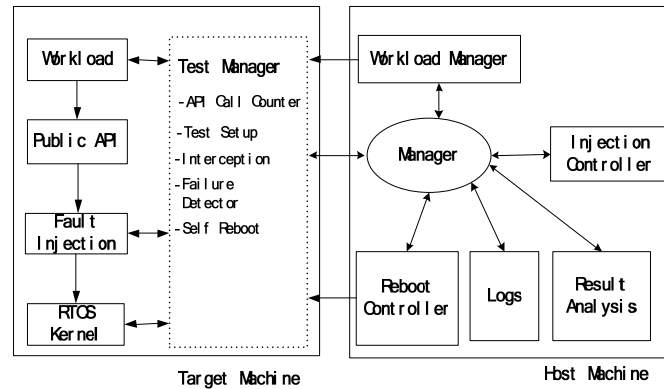 Workload
Public API
Fault
Injection
RTOS
Kernel
Test Manager
-API Call Counter
-Test Setup
-Interception
-Failure
Detector
-Self Reboot
Target Machine
Workload Manager
Manager
Injection
Controller
Reboot
Controller
Logs
Result
Analysis
Host Machine